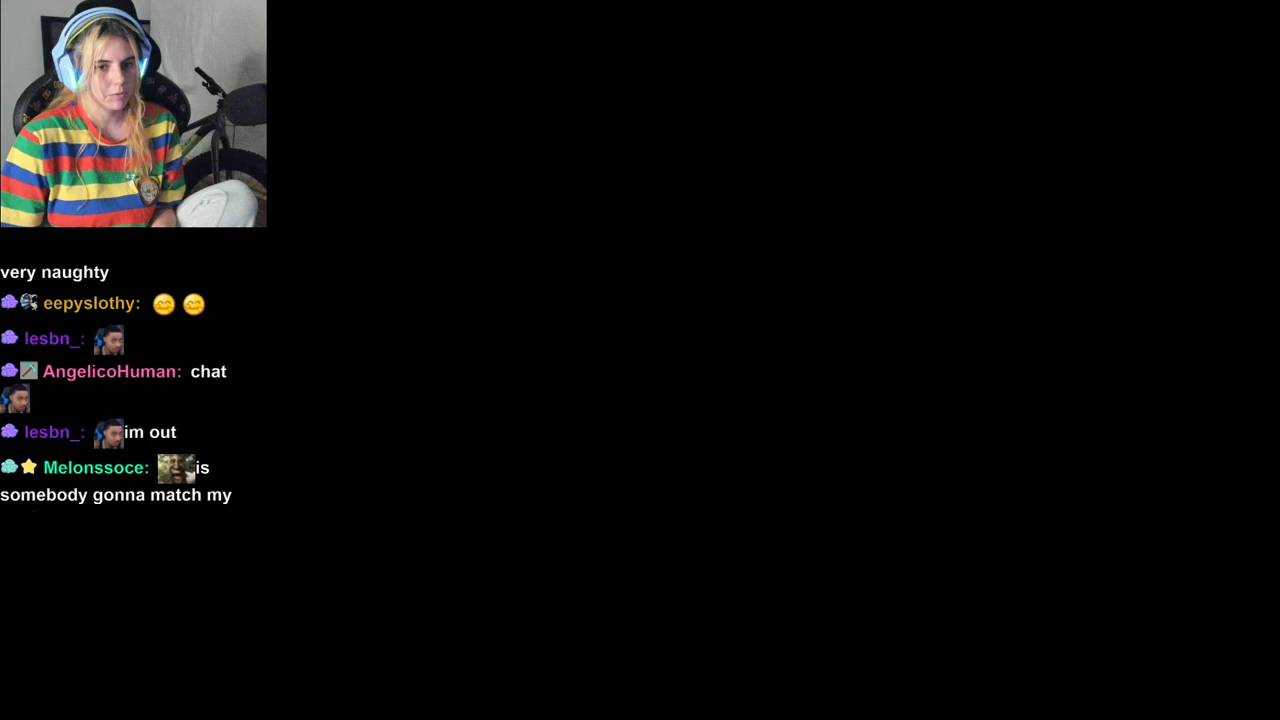 very naughty
eepyslothy:
lesbn_:
AngelicoHuman: chat
lesbn_: im out
Melonssoce: is
somebody gonna match my